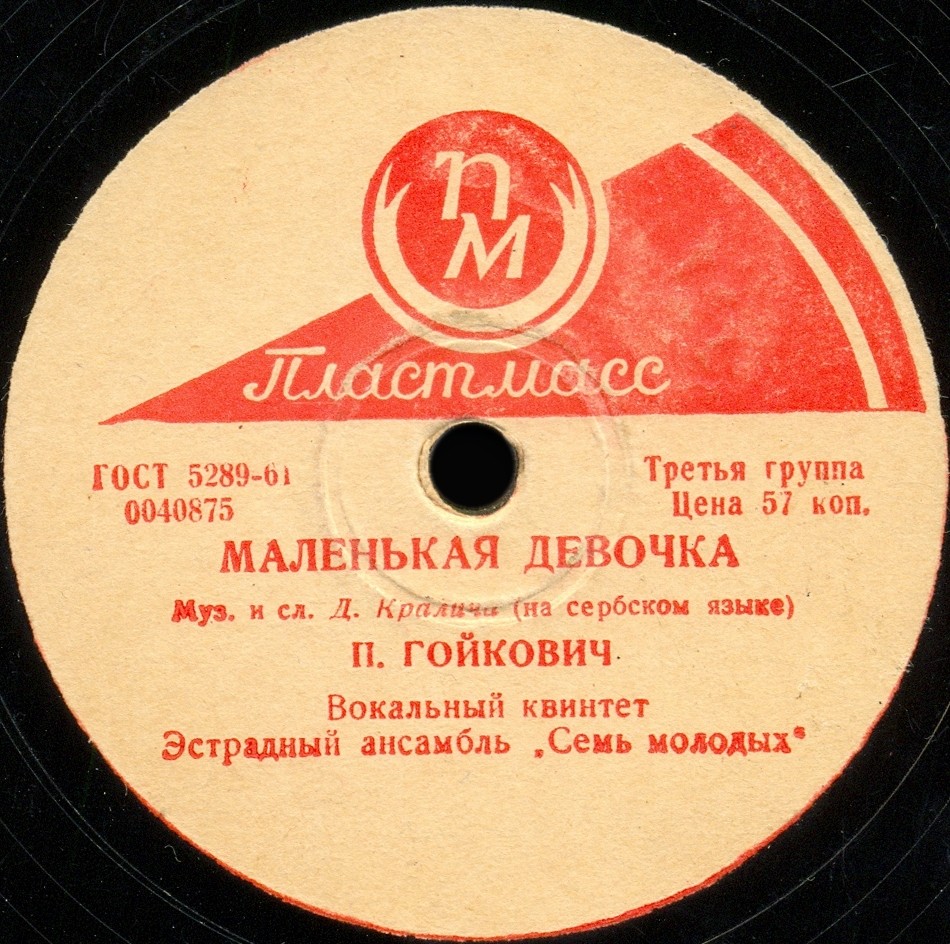 ПМ
Пластмасс
ГОСТ 5289-61
0040875
Третья группа
Цена 57 коп.
МАЛЕНЬКАЯ ДЕВОЧКА
Муз. и сл. Д. Кралича (на сербском языке)
П. ГОЙКОВИЧ
Вокальный квинтет
Эстрадный ансамбль „Семь молодых“